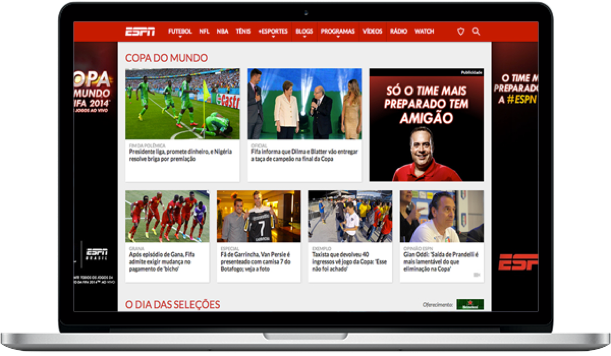 ESPN
FUTEBOL NFL NBA TÊNIS +ESPORTES BLOGS PROGRAMAS VÍDEOS RÁDIO WATCH
COPA DO MUNDO
Publicidade
OPA
MUNDO
FIFA 2014
JOGOS AO VIVO
SÓ O TIME MAIS
PREPARADO TEM
AMIGÃO
O TIME M
PREPARADO
A #ESPN
FIM DA POLÊMICA
Presidente liga, promete dinheiro, e Nigéria
resolve briga por premiação
OFICIAL
Fifa informa que Dilma e Blatter vão entregar
a taça de campeão na final da Copa
GRANA
Após episódio de Gana, Fifa
admite exigir mudança no
pagamento de 'bicho'
ESPECIAL
Fã de Garrincha, Van Persie é
presenteado com camisa 7 do
Botafogo; veja a foto
EXEMPLO
Taxista que devolveu 40
ingressos vê jogo da Copa: 'Esse
não foi achado'
OPINIÃO ESPN
Gian Oddi: 'Saída de Prandelli é
mais lamentável do que
eliminação na Copa'
ESPN
BRASIL
ESP
O DIA DAS SELEÇÕES
Oferecimento:
Heineken